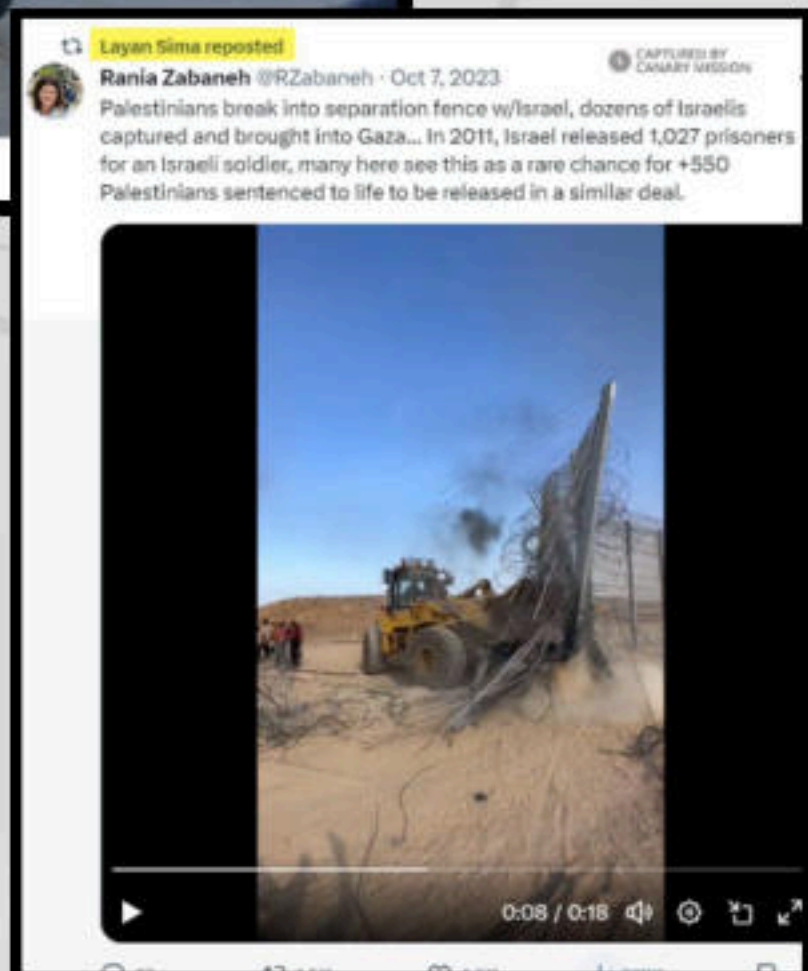 Layan Sima reposted
CAPTURED BY
CANARY MISSION
Rania Zabaneh @RZabaneh · Oct 7, 2023
Palestinians break into separation fence w/Israel, dozens of Israelis
captured and brought into Gaza... In 2011, Israel released 1,027 prisoners
for an Israeli soldier, many here see this as a rare chance for +550
Palestinians sentenced to life to be released in a similar deal.
0:08 / 0:18